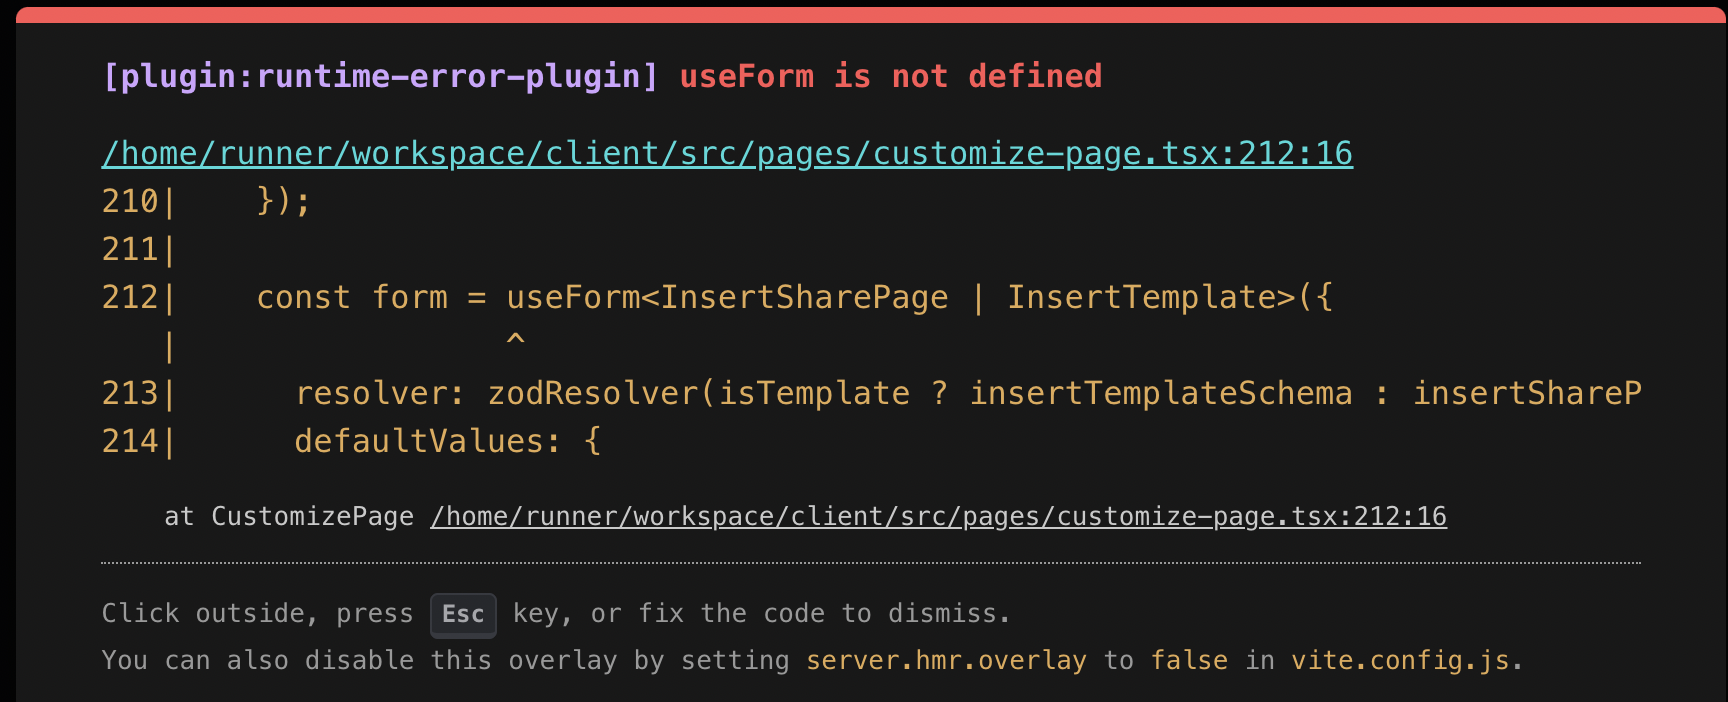 [plugin:runtime-error-plugin] useForm is not defined
/home/runner/workspace/client/src/pages/customize-page.tsx:212:16
210|    });
211|
212|    const form = useForm<InsertSharePage | InsertTemplate>({
   |                 ^
213|      resolver: zodResolver(isTemplate ? insertTemplateSchema : insertShareP
214|      defaultValues: {
at CustomizePage /home/runner/workspace/client/src/pages/customize-page.tsx:212:16
Click outside, press Esc key, or fix the code to dismiss.
You can also disable this overlay by setting server.hmr.overlay to false in vite.config.js.